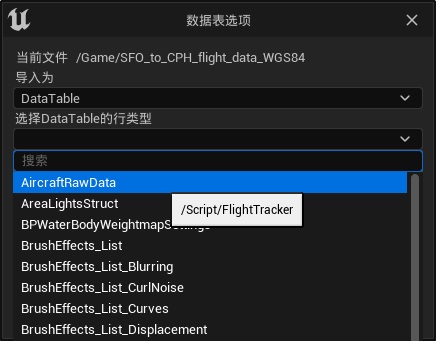 数据表选项
当前文件 /Game/SFO_to_CPH_flight_data_WGS84
导入为
DataTable
选择DataTable的行类型
搜索
AircraftRawData
AreaLightsStruct
/Script/FlightTracker
BPWaterBodyWeightmapSettings
BrushEffects_List
BrushEffects_List_Blurring
BrushEffects_List_CurlNoise
BrushEffects_List_Curves
BrushEffects_List_Displacement